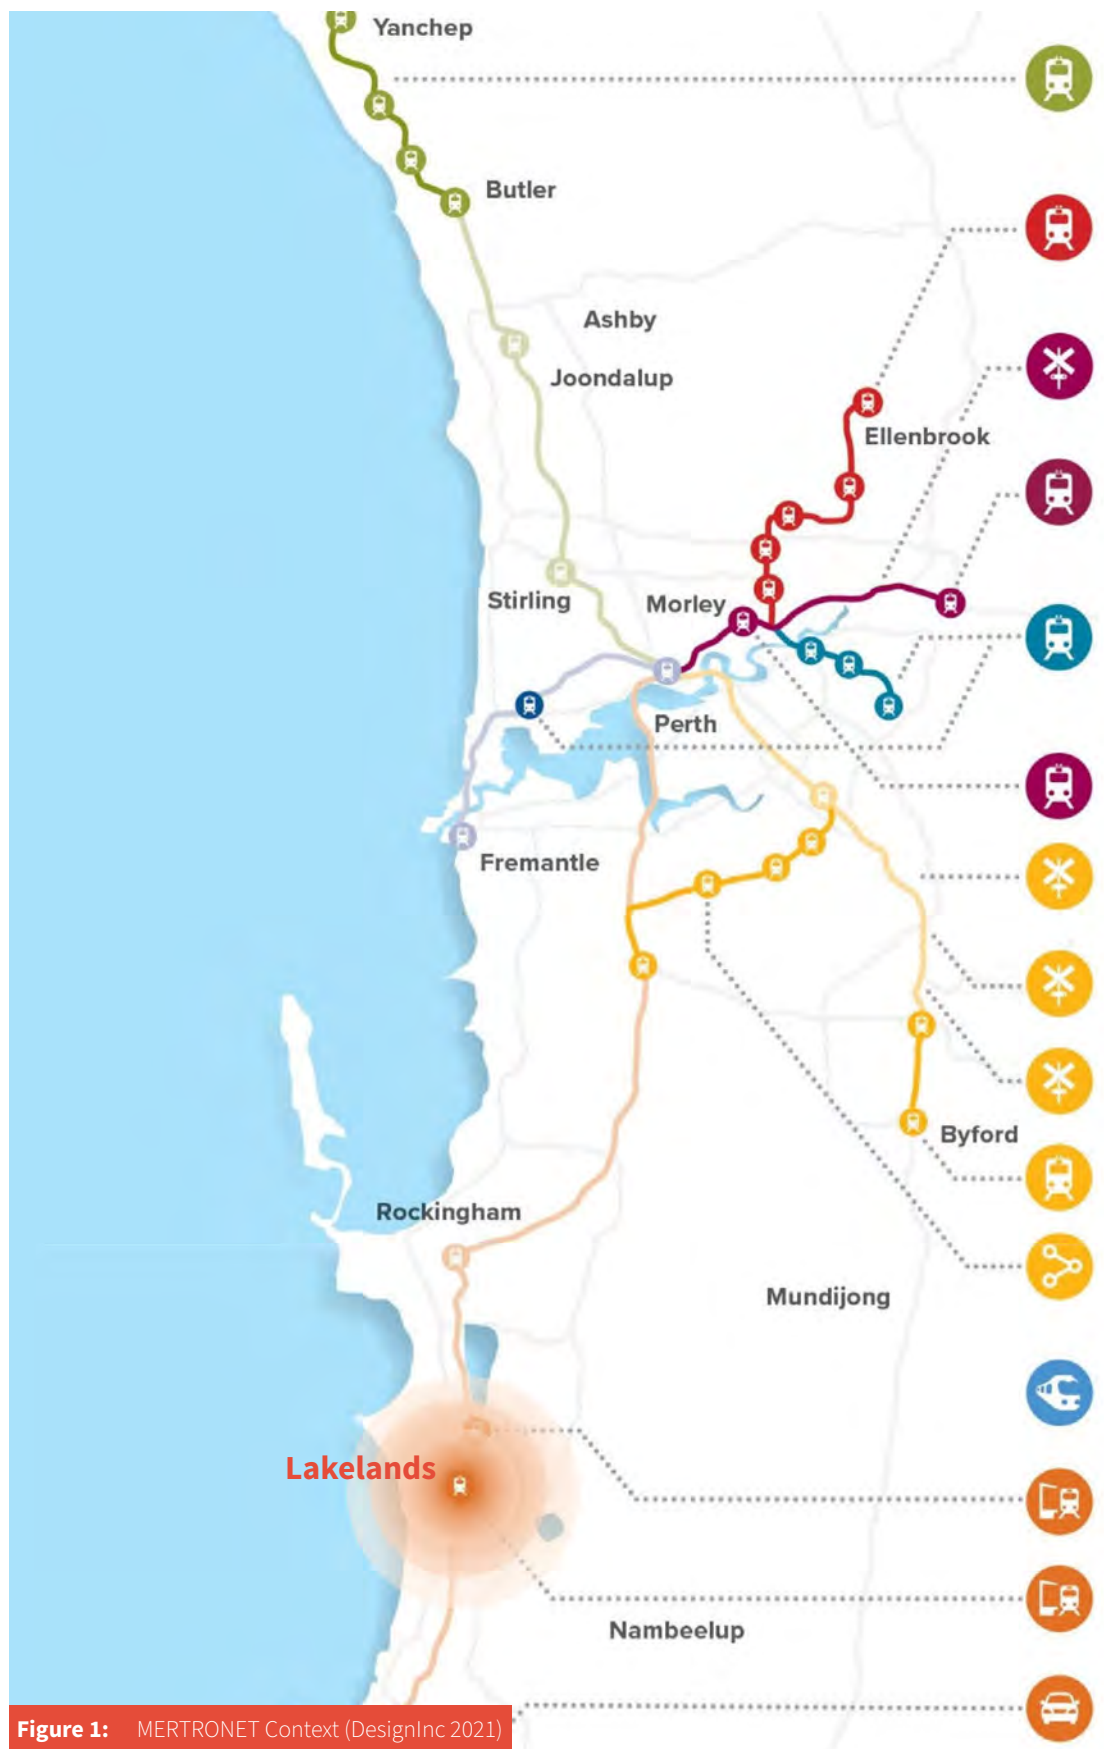 Yanchep
Butler
Ashby
Joondalup
Ellenbrook
Stirling
Morley
Perth
Fremantle
Byford
Rockingham
Mundijong
Lakelands
Nambeelup
Figure 1: MERTRONET Context (DesignInc 2021)